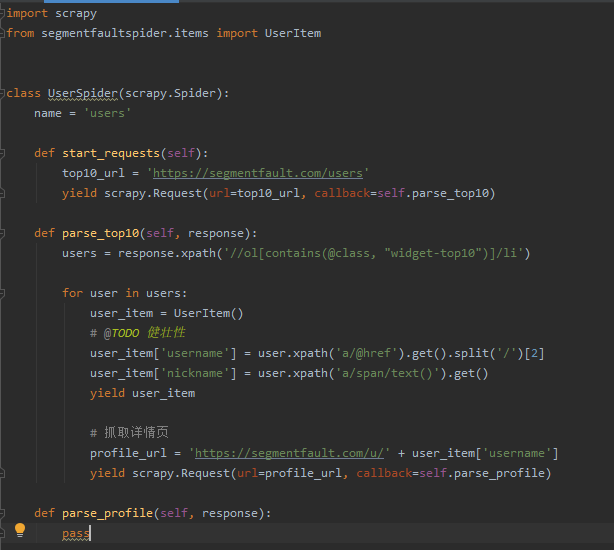 import scrapy
from segmentfaultspider.items import UserItem
class UserSpider(scrapy.Spider):
name = 'users'
def start_requests(self):
top10_url = 'https://segmentfault.com/users'
yield scrapy.Request(url=top10_url, callback=self.parse_top10)
def parse_top10(self, response):
users = response.xpath('//ol[contains(@class, "widget-top10")]/li')
for user in users:
user_item = UserItem()
# @TODO 健壮性
user_item['username'] = user.xpath('a/@href').get().split('/')[2]
user_item['nickname'] = user.xpath('a/span/text()').get()
yield user_item
# 抓取详情页
profile_url = 'https://segmentfault.com/u/' + user_item['username']
yield scrapy.Request(url=profile_url, callback=self.parse_profile)
def parse_profile(self, response):
pass